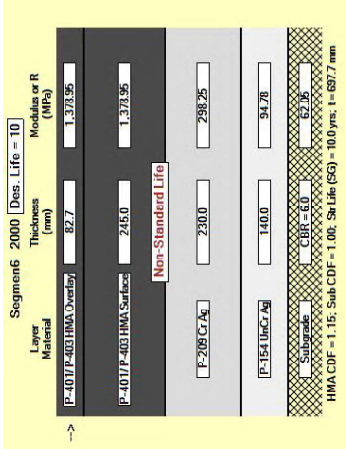 Segmen6 2000 Des. Life = 10
Layer Material Thickness (mm) Modulus or R (MPa)
--> P-401/ P-403 HMA Overlay 82.7 1,378.95
P-401/ P-403 HMA Surface 245.0 1,378.95
Non-Standard Life
P-209 Cr Ag 230.0 298.25
P-154 UnCr Ag 140.0 94.78
Subgrade CBR = 6.0 62.05
HMA CDF = 1.15; Sub CDF = 1.00; Str Life (SG) = 10.0 yrs; t = 697.7 mm